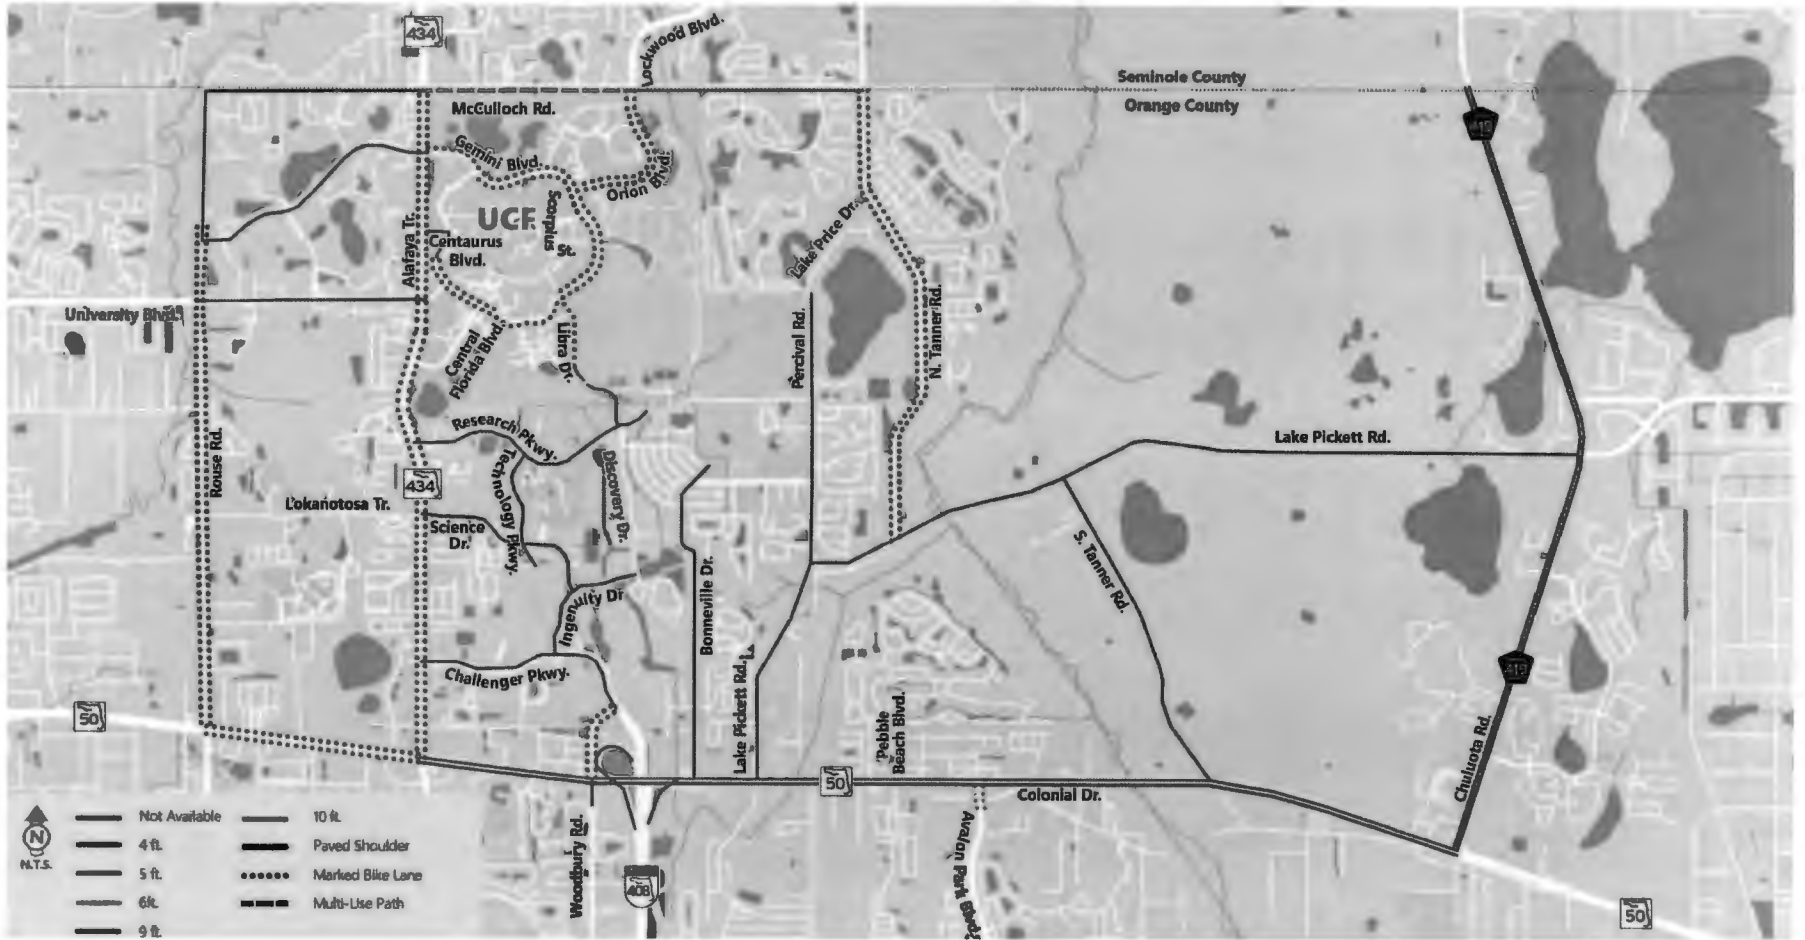 434
Lockwood Blvd.
Seminole County
Orange County
McCulloch Rd.
419
Gemini Blvd.
Orion Blvd.
Scorpius
St.
UCF
Alafaya Tr.
Centaurus
Blvd.
Lake Price Dr.
University Blvd.
Central
Florida Blvd.
Libra Dr.
Percival Rd.
N. Tanner Rd.
Rouse Rd.
Research Pkwy.
Lake Pickett Rd.
Technology Pkwy.
Discovery Dr.
434
Lokanotosa Tr.
Science
Dr.
S. Tanner Rd.
Ingenuity Dr
Bonneville Dr.
419
Challenger Pkwy.
Lake Pickett Rd.
Pebble
Beach Blvd.
50
Chuluota Rd.
50
Colonial Dr.
Woodbury Rd.
Avalon Park Blvd.
408
50
N
N.T.S.
Not Available
4 ft.
5 ft.
6ft.
9 ft.
10 ft.
Paved Shoulder
Marked Bike Lane
Multi-Use Path